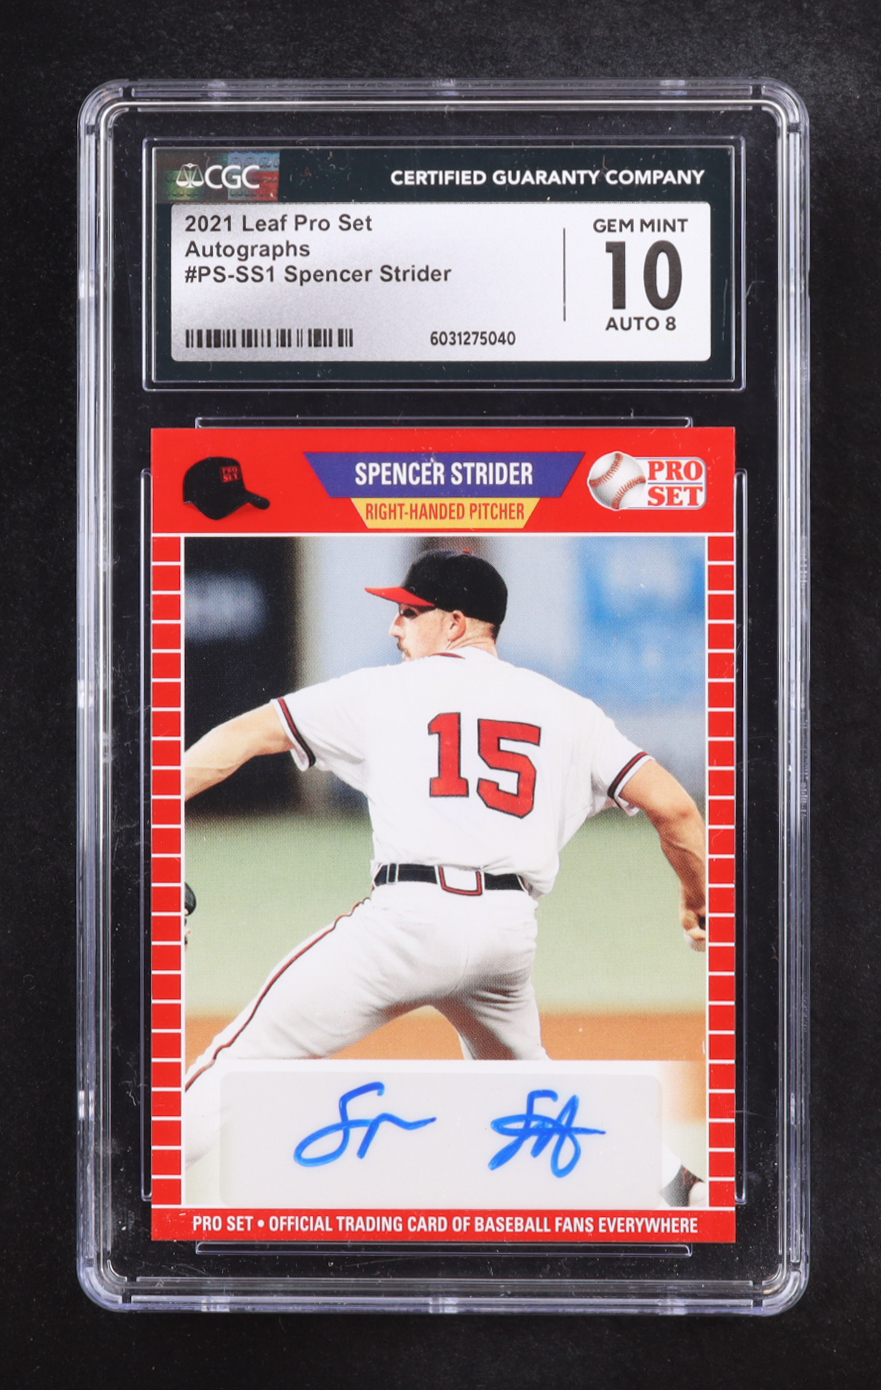 CGC
CERTIFIED GUARANTY COMPANY
2021 Leaf Pro Set
Autographs
#PS-SS1 Spencer Strider
GEM MINT
10
AUTO 8
6031275040
PRO
SET
SPENCER STRIDER
RIGHT-HANDED PITCHER
PRO
SET
15
PRO SET • OFFICIAL TRADING CARD OF BASEBALL FANS EVERYWHERE